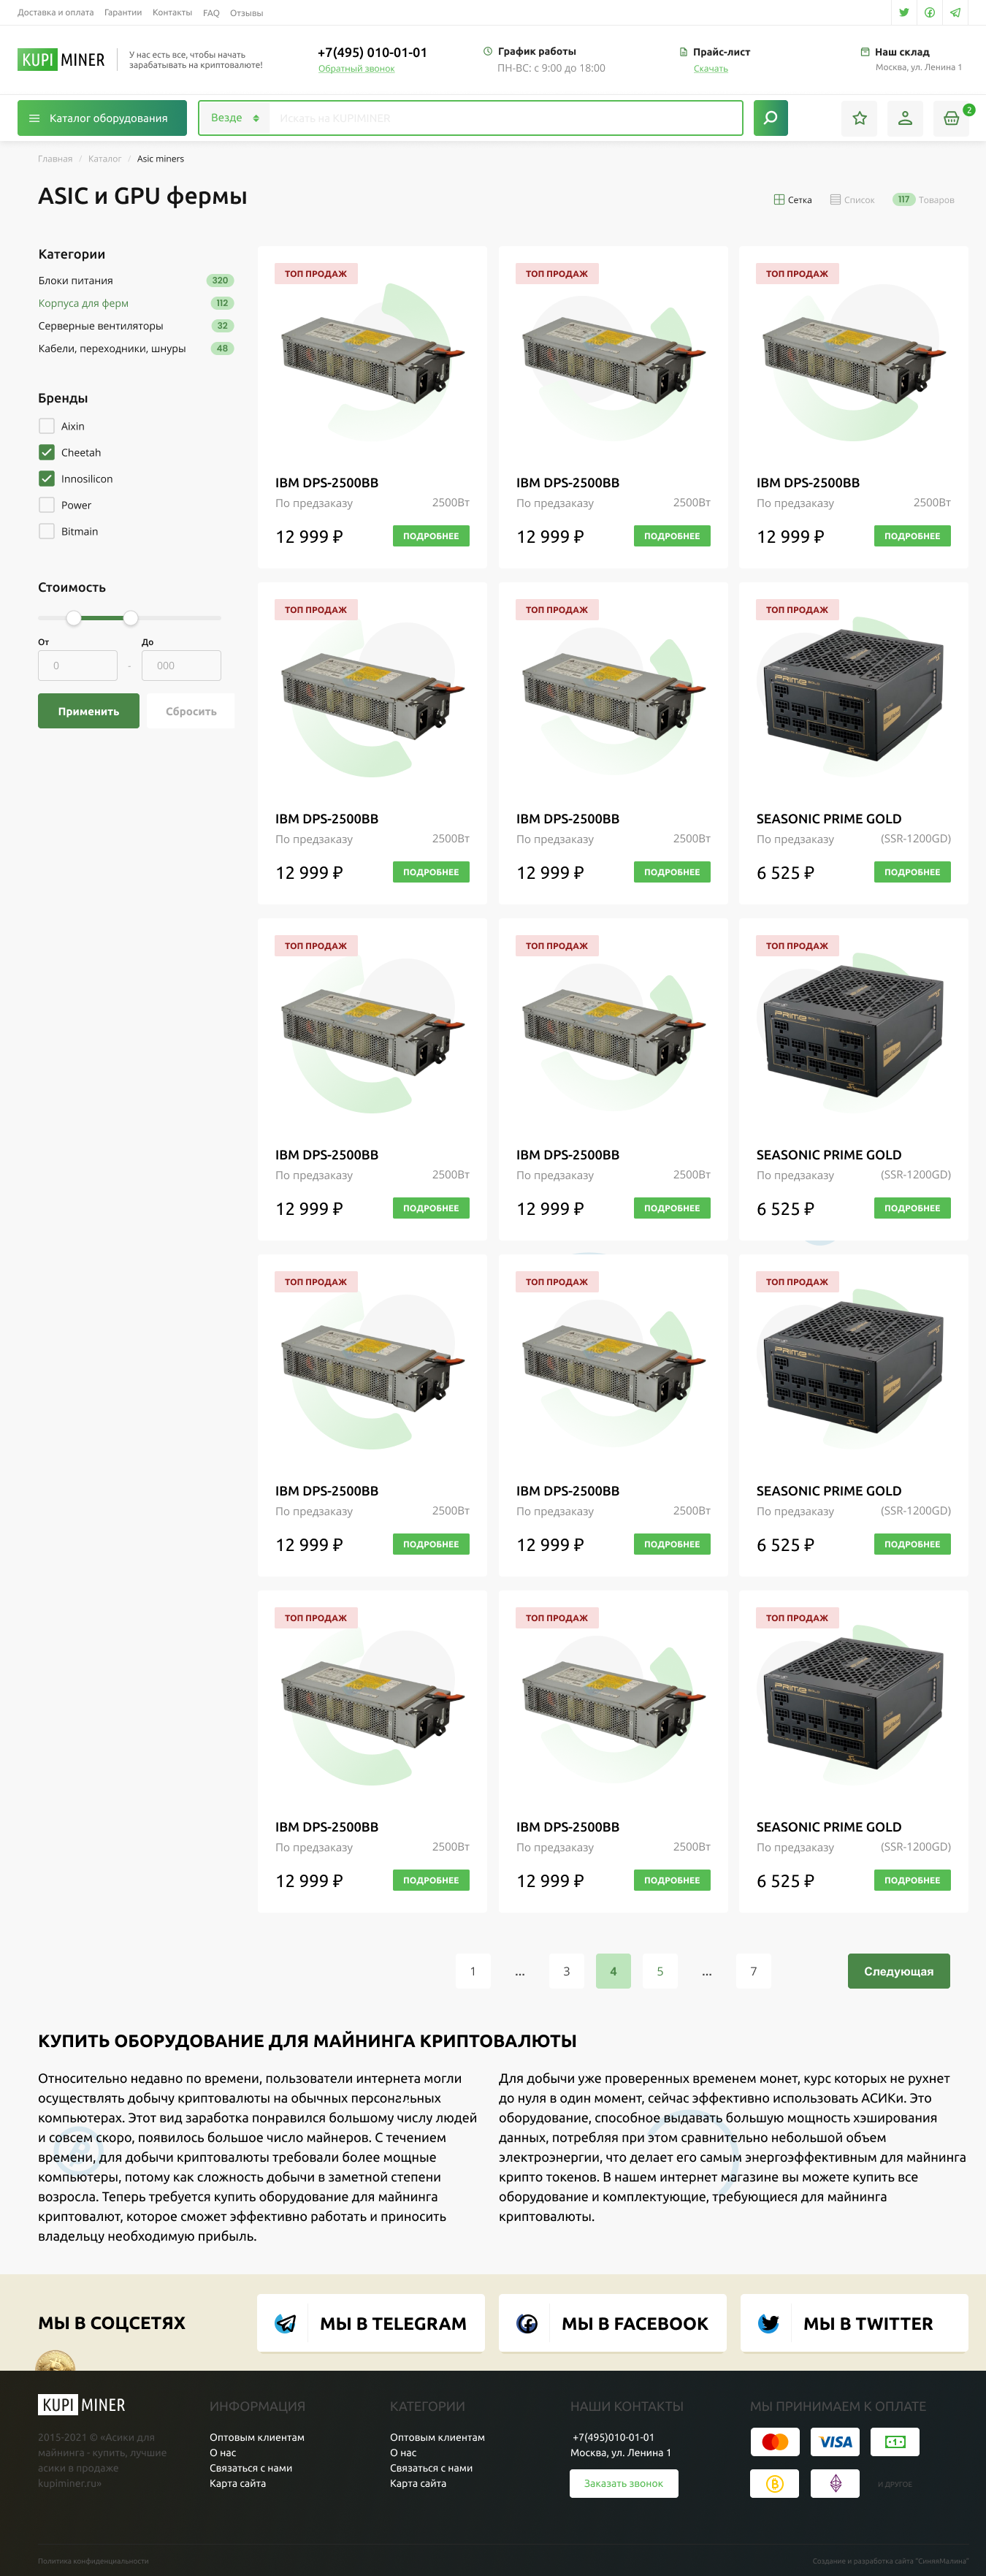 Доставка и оплата Гарантии Контакты FAQ Отзывы
KUPI MINER
У нас есть все, чтобы начать
зарабатывать на криптовалюте!
+7(495) 010-01-01
Обратный звонок
График работы
ПН-ВС: с 9:00 до 18:00
Прайс-лист
Скачать
Наш склад
Москва, ул. Ленина 1
Каталог оборудования
Везде
Искать на KUPIMINER
2
Главная / Каталог / Asic miners
ASIC и GPU фермы
Сетка
Список
117 Товаров
Категории
Блоки питания 320
Корпуса для ферм 112
Серверные вентиляторы 32
Кабели, переходники, шнуры 48
Бренды
Aixin
Cheetah
Innosilicon
Power
Bitmain
Стоимость
От До
0 - 000
Применить Сбросить
ТОП ПРОДАЖ ТОП ПРОДАЖ ТОП ПРОДАЖ
IBM DPS-2500BB IBM DPS-2500BB IBM DPS-2500BB
По предзаказу 2500Вт По предзаказу 2500Вт По предзаказу 2500Вт
12 999 ₽ ПОДРОБНЕЕ 12 999 ₽ ПОДРОБНЕЕ 12 999 ₽ ПОДРОБНЕЕ
ТОП ПРОДАЖ ТОП ПРОДАЖ ТОП ПРОДАЖ
PRIME
IBM DPS-2500BB IBM DPS-2500BB SEASONIC PRIME GOLD
По предзаказу 2500Вт По предзаказу 2500Вт По предзаказу (SSR-1200GD)
12 999 ₽ ПОДРОБНЕЕ 12 999 ₽ ПОДРОБНЕЕ 6 525 ₽ ПОДРОБНЕЕ
ТОП ПРОДАЖ ТОП ПРОДАЖ ТОП ПРОДАЖ
PRIME
IBM DPS-2500BB IBM DPS-2500BB SEASONIC PRIME GOLD
По предзаказу 2500Вт По предзаказу 2500Вт По предзаказу (SSR-1200GD)
12 999 ₽ ПОДРОБНЕЕ 12 999 ₽ ПОДРОБНЕЕ 6 525 ₽ ПОДРОБНЕЕ
ТОП ПРОДАЖ ТОП ПРОДАЖ ТОП ПРОДАЖ
PRIME
IBM DPS-2500BB IBM DPS-2500BB SEASONIC PRIME GOLD
По предзаказу 2500Вт По предзаказу 2500Вт По предзаказу (SSR-1200GD)
12 999 ₽ ПОДРОБНЕЕ 12 999 ₽ ПОДРОБНЕЕ 6 525 ₽ ПОДРОБНЕЕ
ТОП ПРОДАЖ ТОП ПРОДАЖ ТОП ПРОДАЖ
PRIME
IBM DPS-2500BB IBM DPS-2500BB SEASONIC PRIME GOLD
По предзаказу 2500Вт По предзаказу 2500Вт По предзаказу (SSR-1200GD)
12 999 ₽ ПОДРОБНЕЕ 12 999 ₽ ПОДРОБНЕЕ 6 525 ₽ ПОДРОБНЕЕ
1 ... 3 4 5 ... 7 Следующая
КУПИТЬ ОБОРУДОВАНИЕ ДЛЯ МАЙНИНГА КРИПТОВАЛЮТЫ
Относительно недавно по времени, пользователи интернета могли
осуществлять добычу криптовалюты на обычных персональных
компьютерах. Этот вид заработка понравился большому числу людей
и совсем скоро, появилось большое число майнеров. С течением
времени, для добычи криптовалюты требовали более мощные
компьютеры, потому как сложность добычи в заметной степени
возросла. Теперь требуется купить оборудование для майнинга
криптовалют, которое сможет эффективно работать и приносить
владельцу необходимую прибыль.
Для добычи уже проверенных временем монет, курс которых не рухнет
до нуля в один момент, сейчас эффективно использовать АСИКи. Это
оборудование, способное выдавать большую мощность хэширования
данных, потребляя при этом сравнительно небольшой объем
электроэнергии, что делает его самым энергоэффективным для майнинга
крипто токенов. В нашем интернет магазине вы можете купить все
оборудование и комплектующие, требующиеся для майнинга
криптовалюты.
МЫ В СОЦСЕТЯХ
МЫ В TELEGRAM
МЫ В FACEBOOK
МЫ В TWITTER
KUPI MINER
2015-2021 © «Асики для
майнинга - купить, лучшие
асики в продаже
kupiminer.ru»
ИНФОРМАЦИЯ
Оптовым клиентам
О нас
Связаться с нами
Карта сайта
КАТЕГОРИИ
Оптовым клиентам
О нас
Связаться с нами
Карта сайта
НАШИ КОНТАКТЫ
+7(495)010-01-01
Москва, ул. Ленина 1
Заказать звонок
МЫ ПРИНИМАЕМ К ОПЛАТЕ
VISA
И ДРУГОЕ
Политика конфиденциальности
Создание и разработка сайта "СинияМалина"